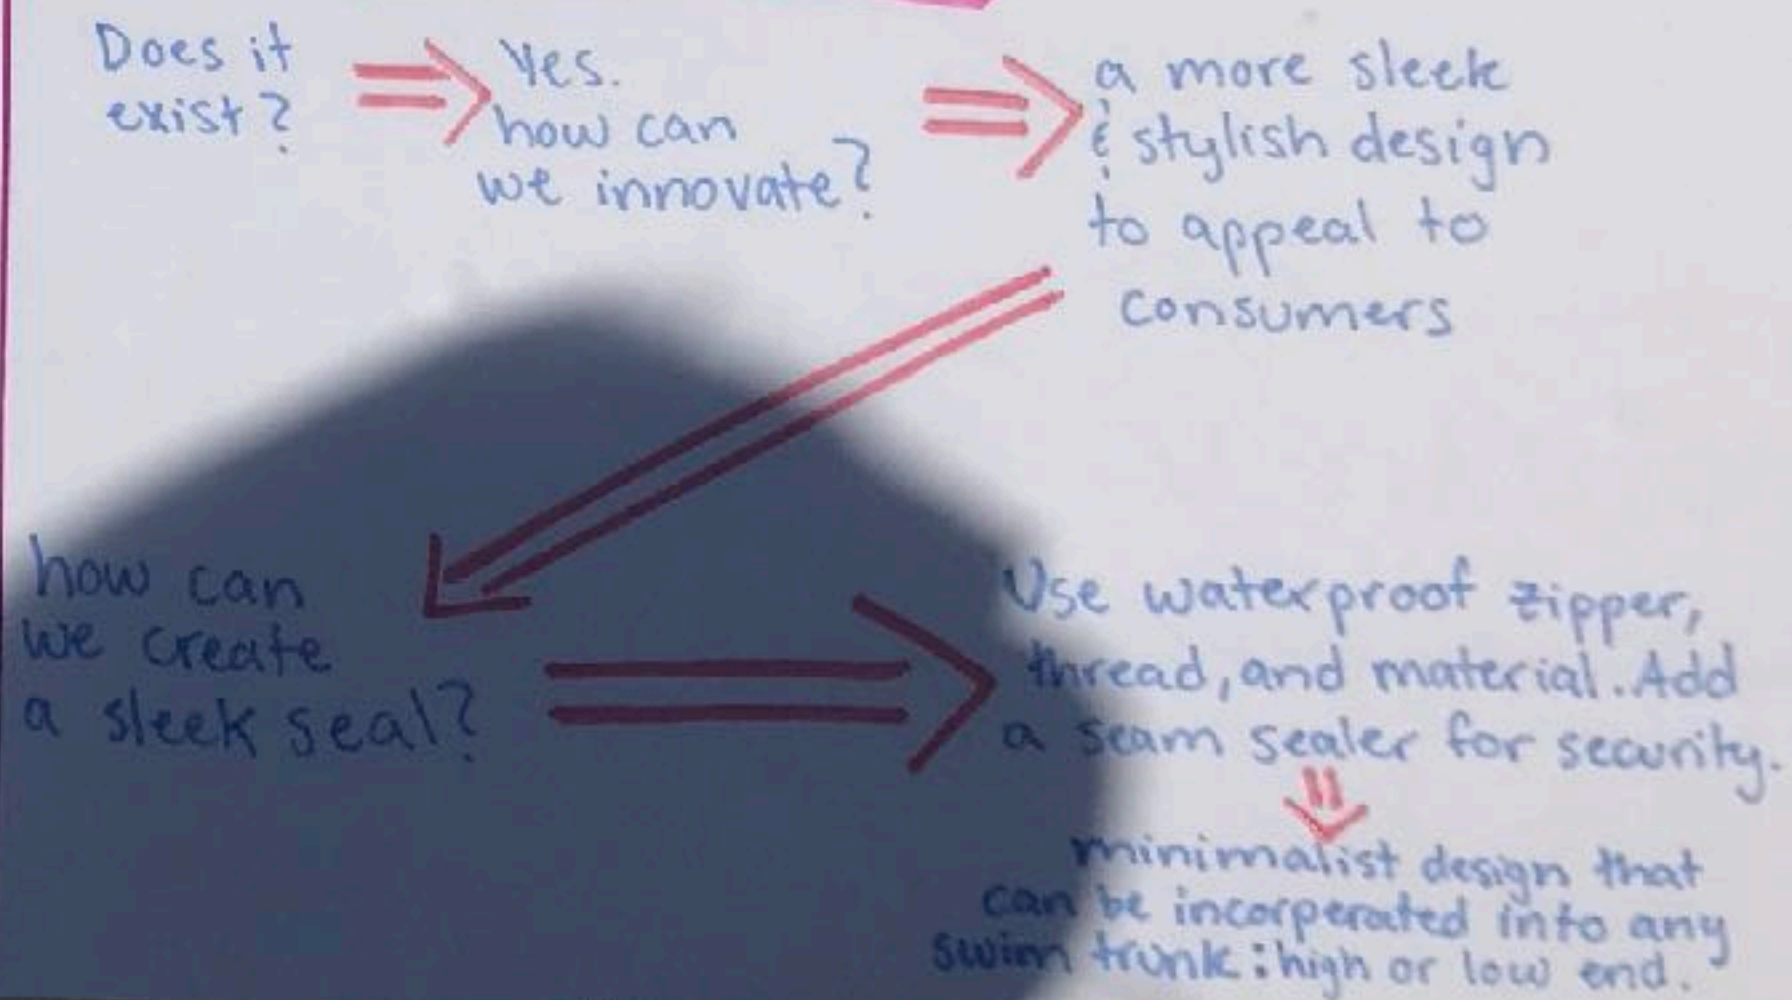 Does it
exist?
Yes.
how can
we innovate?
a more sleek
& stylish design
to appeal to
consumers
how can
we create
a sleek seal?
Use waterproof zipper,
thread, and material. Add
a seam sealer for security.
minimalist design that
can be incorperated into any
swim trunk: high or low end.